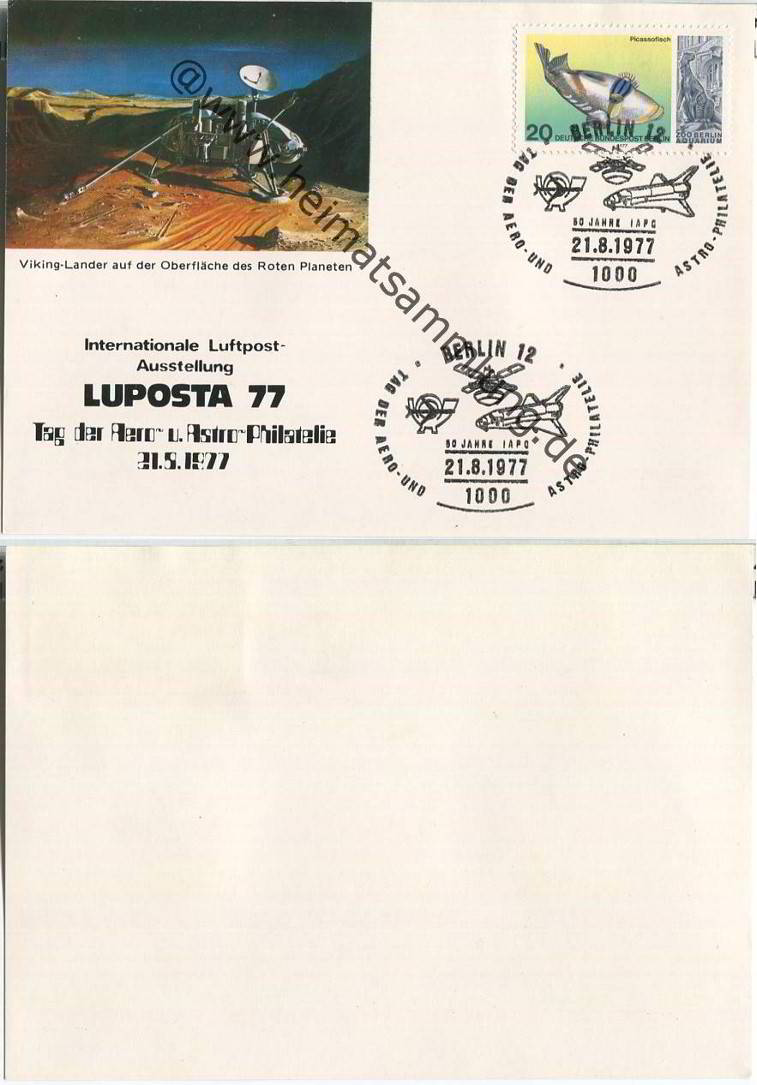 Picassofisch
20
DEUTSCHE BUNDESPOST BERLIN
1977
ZOO BERLIN
AQUARIUM
BERLIN 12
TAG DER AERO-UND
ASTRO-PHILATELIE
50 JAHRE IAPC
21.8.1977
1000
Viking-Lander auf der Oberfläche des Roten Planeten
@www.heimatsammlung.de
Internationale Luftpost-
Ausstellung
LUPOSTA 77
Tag der Aero- u. Astro-Philatelie
21.8.1977
BERLIN 12
TAG DER AERO-UND
ASTRO-PHILATELIE
50 JAHRE IAPC
21.8.1977
1000